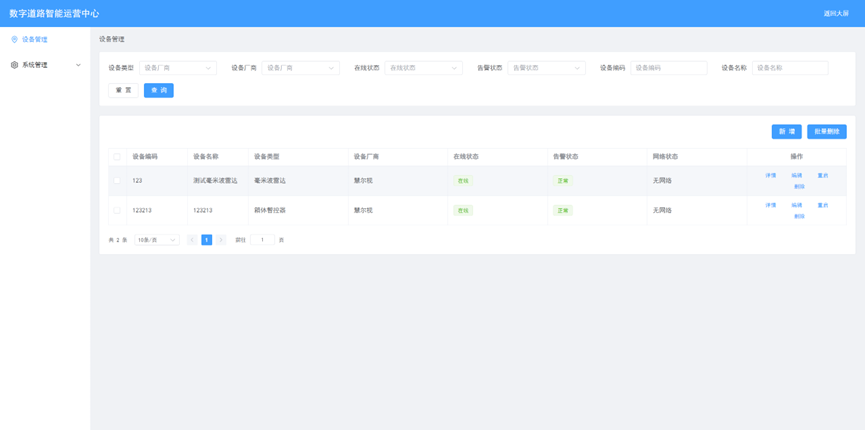 数字道路智能运营中心 返回大屏
设备管理
系统管理
设备管理
设备类型 设备厂商 设备厂商 设备厂商 在线状态 在线状态 告警状态 告警状态 设备编码 设备编码 设备名称 设备名称
重置 查询
新增 批量删除
设备编码 设备名称 设备类型 设备厂商 在线状态 告警状态 网络状态 操作
123 测试毫米波雷达 毫米波雷达 慧尔视 在线 正常 无网络 详情 编辑 重启
删除
123213 123213 箱体智控器 慧尔视 在线 正常 无网络 详情 编辑 重启
删除
共 2 条 10条/页 1 前往 1 页